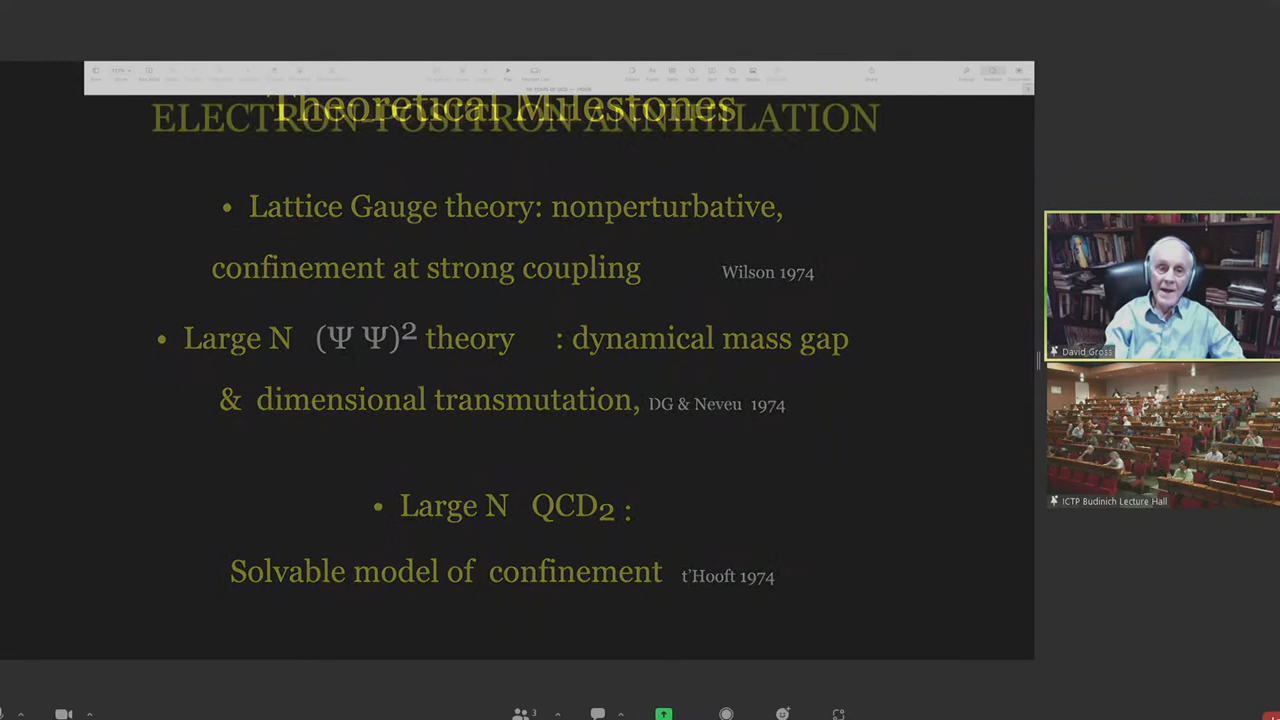 Theoretical Milestones
ELECTRON-POSITRON ANNIHILATION
• Lattice Gauge theory: nonperturbative,
confinement at strong coupling Wilson 1974
• Large N (Ψ Ψ)² theory : dynamical mass gap
& dimensional transmutation, DG & Neveu 1974
• Large N QCD₂ :
Solvable model of confinement t'Hooft 1974
David Gross
ICTP Budinich Lecture Hall
3